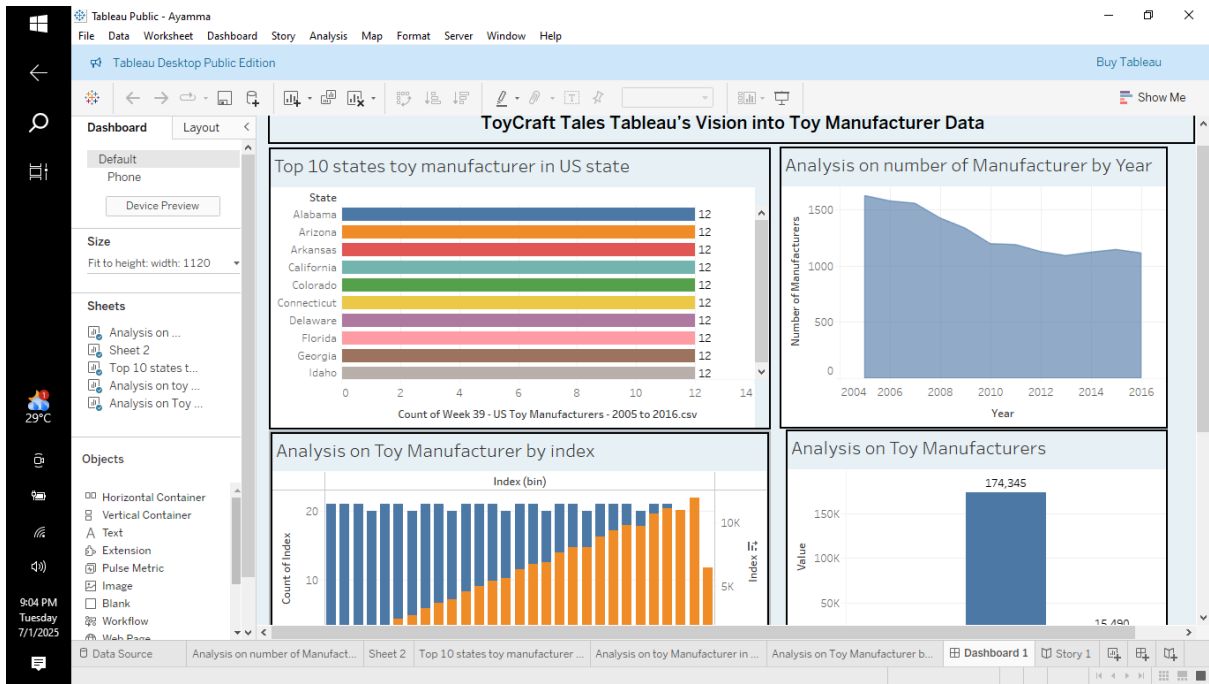 Tableau Public - Ayamma
File Data Worksheet Dashboard Story Analysis Map Format Server Window Help
Tableau Desktop Public Edition
Buy Tableau
Show Me
Dashboard Layout
Default
Phone
Device Preview
Size
Fit to height: width: 1120
Sheets
Analysis on ...
Sheet 2
Top 10 states t...
Analysis on toy ...
Analysis on Toy ...
Objects
Horizontal Container
Vertical Container
Text
Extension
Pulse Metric
Image
Blank
Workflow
Web Page
ToyCraft Tales Tableau's Vision into Toy Manufacturer Data
Top 10 states toy manufacturer in US state
State
Alabama 12
Arizona 12
Arkansas 12
California 12
Colorado 12
Connecticut 12
Delaware 12
Florida 12
Georgia 12
Idaho 12
0 2 4 6 8 10 12 14
Count of Week 39 - US Toy Manufacturers - 2005 to 2016.csv
Analysis on number of Manufacturer by Year
Number of Manufacturers
1500
1000
500
0
2004 2006 2008 2010 2012 2014 2016
Year
Analysis on Toy Manufacturer by index
Index (bin)
Count of Index
20
10
10K
5K
Index
Analysis on Toy Manufacturers
174,345
Value
150K
100K
50K
15,490
1
29°C
9:04 PM
Tuesday
7/1/2025
Data Source
Analysis on number of Manufact...
Sheet 2
Top 10 states toy manufacturer ...
Analysis on toy Manufacturer in ...
Analysis on Toy Manufacturer b...
Dashboard 1
Story 1